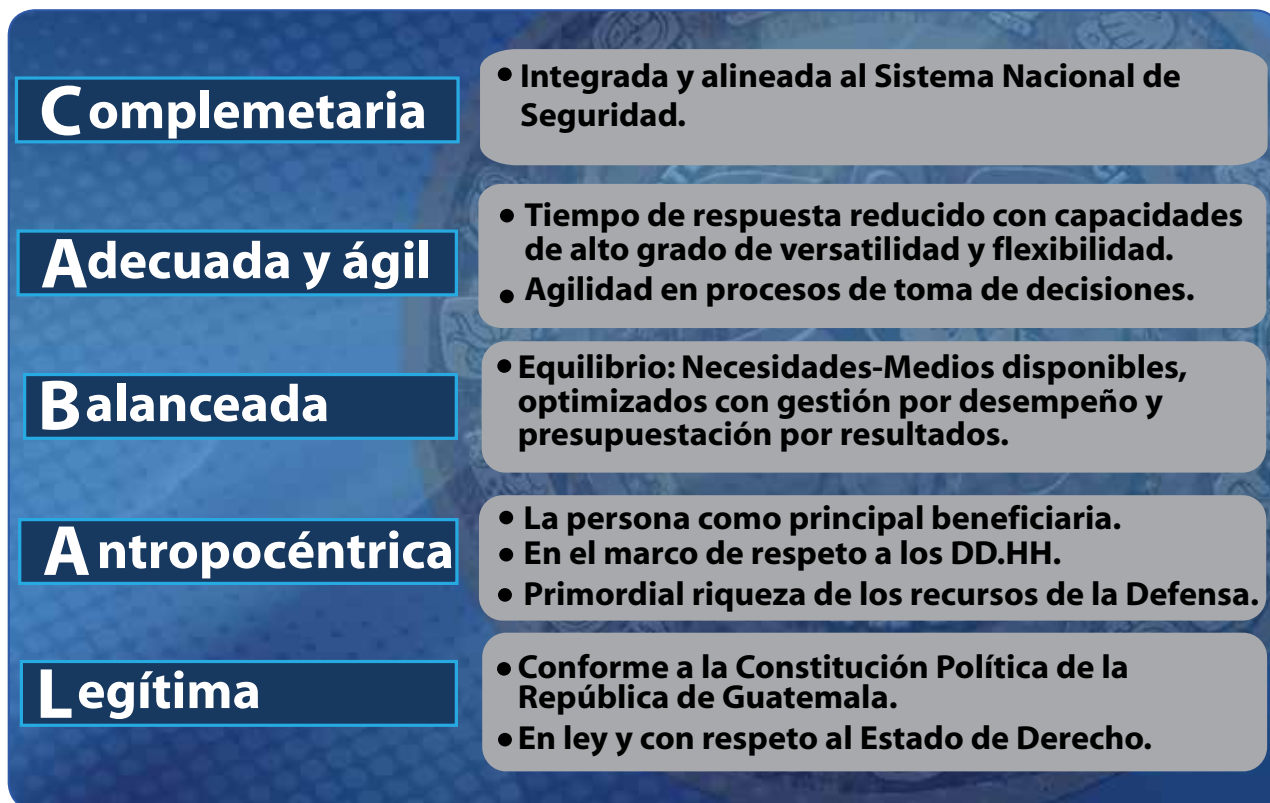 Complemetaria
• Integrada y alineada al Sistema Nacional de
Seguridad.
Adecuada y ágil
• Tiempo de respuesta reducido con capacidades
de alto grado de versatilidad y flexibilidad.
• Agilidad en procesos de toma de decisiones.
Balanceada
• Equilibrio: Necesidades-Medios disponibles,
optimizados con gestión por desempeño y
presupuestación por resultados.
Antropocéntrica
• La persona como principal beneficiaria.
• En el marco de respeto a los DD.HH.
• Primordial riqueza de los recursos de la Defensa.
Legítima
• Conforme a la Constitución Política de la
República de Guatemala.
• En ley y con respeto al Estado de Derecho.